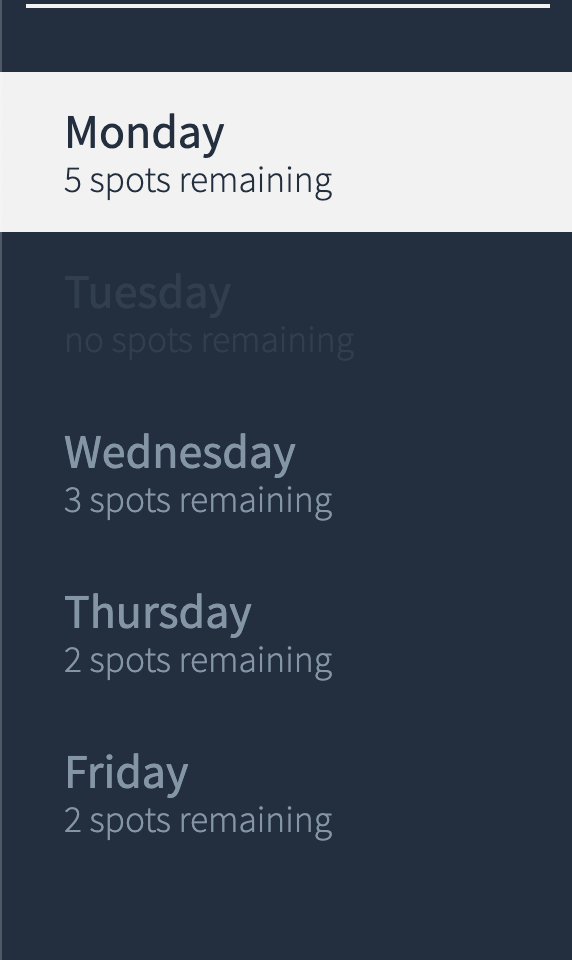 Monday
5 spots remaining
Tuesday
no spots remaining
Wednesday
3 spots remaining
Thursday
2 spots remaining
Friday
2 spots remaining